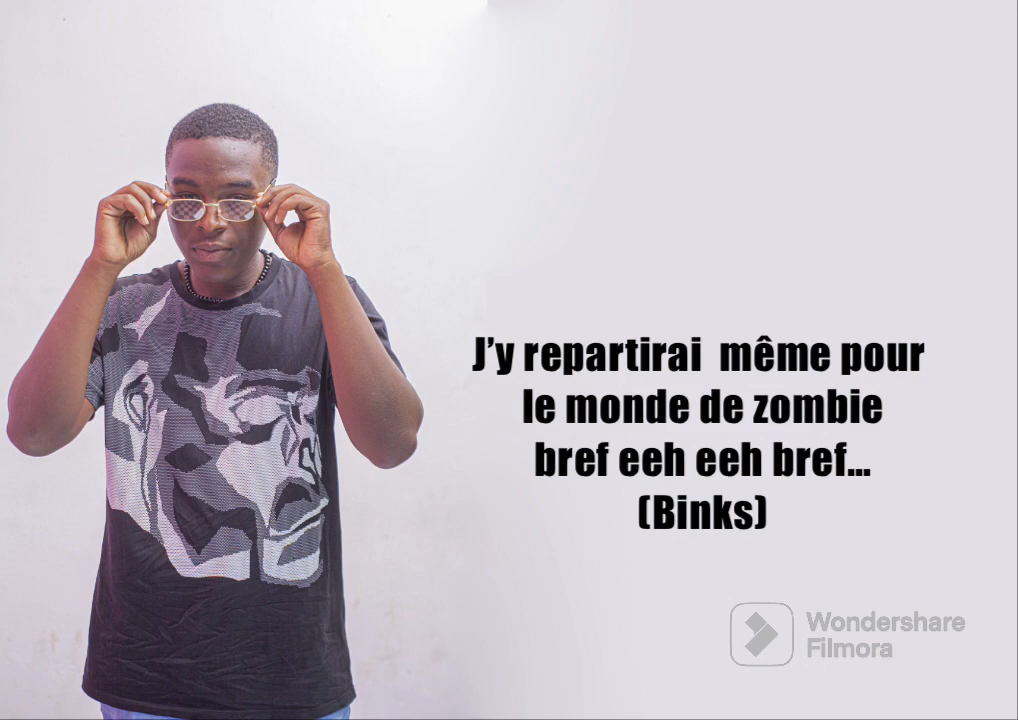 J’y repartirai  même pour
le monde de zombie
bref eeh eeh bref...
(Binks)
Wondershare
Filmora